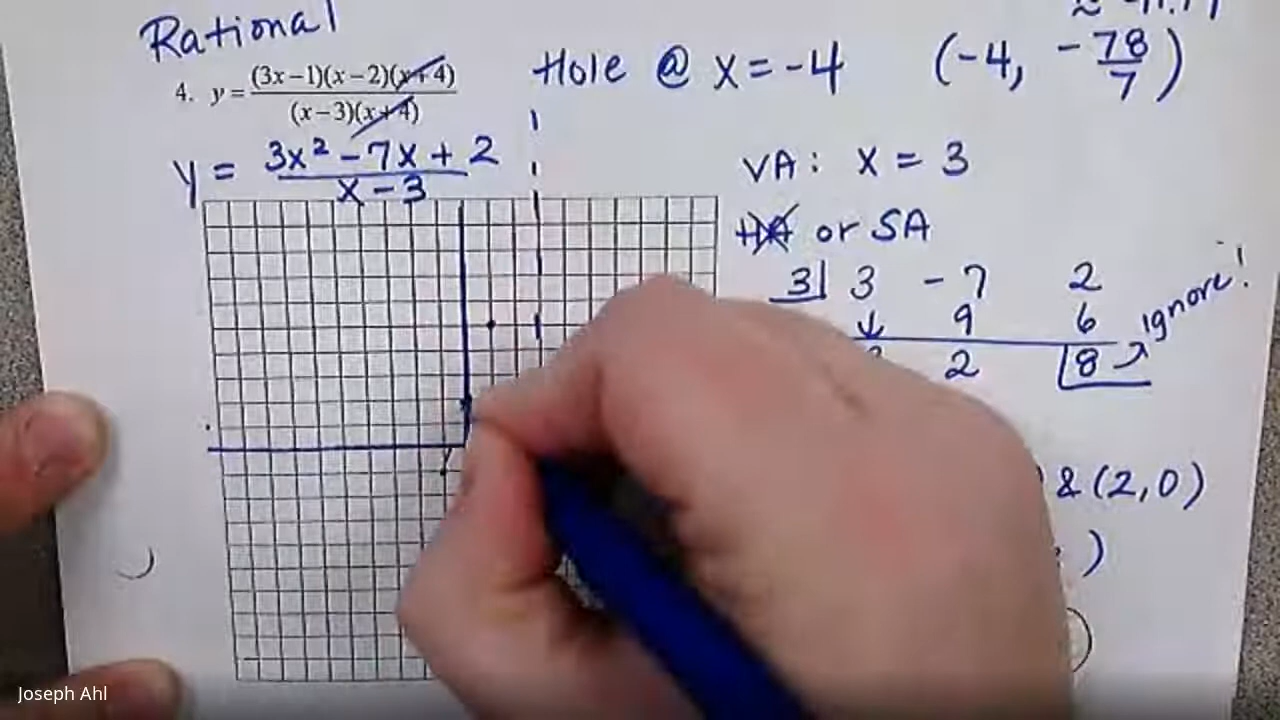 Rational
4. y = (3x−1)(x−2)(x+4) / (x−3)(x+4)
y = 3x² − 7x + 2 / x − 3
Hole @ x = -4 (-4, -78/7)
VA: x = 3
HA or SA
3 3 -7 2
9 6 ignore!
2 8
& (2,0)
)
Joseph Ahl